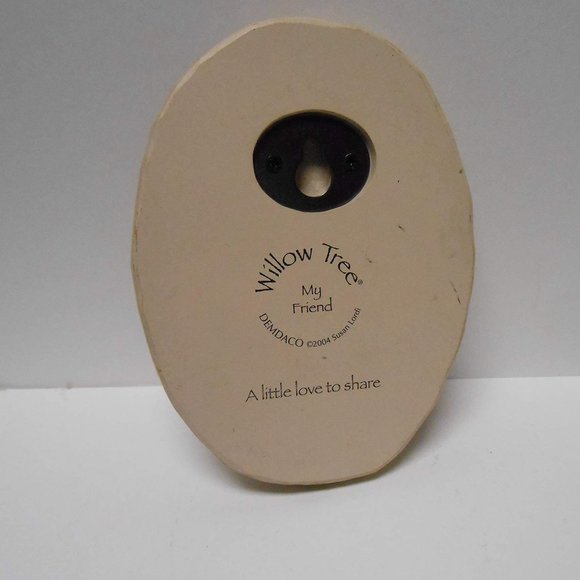 Willow Tree®
My
Friend
DEMDACO ©2004 Susan Lordi
A little love to share